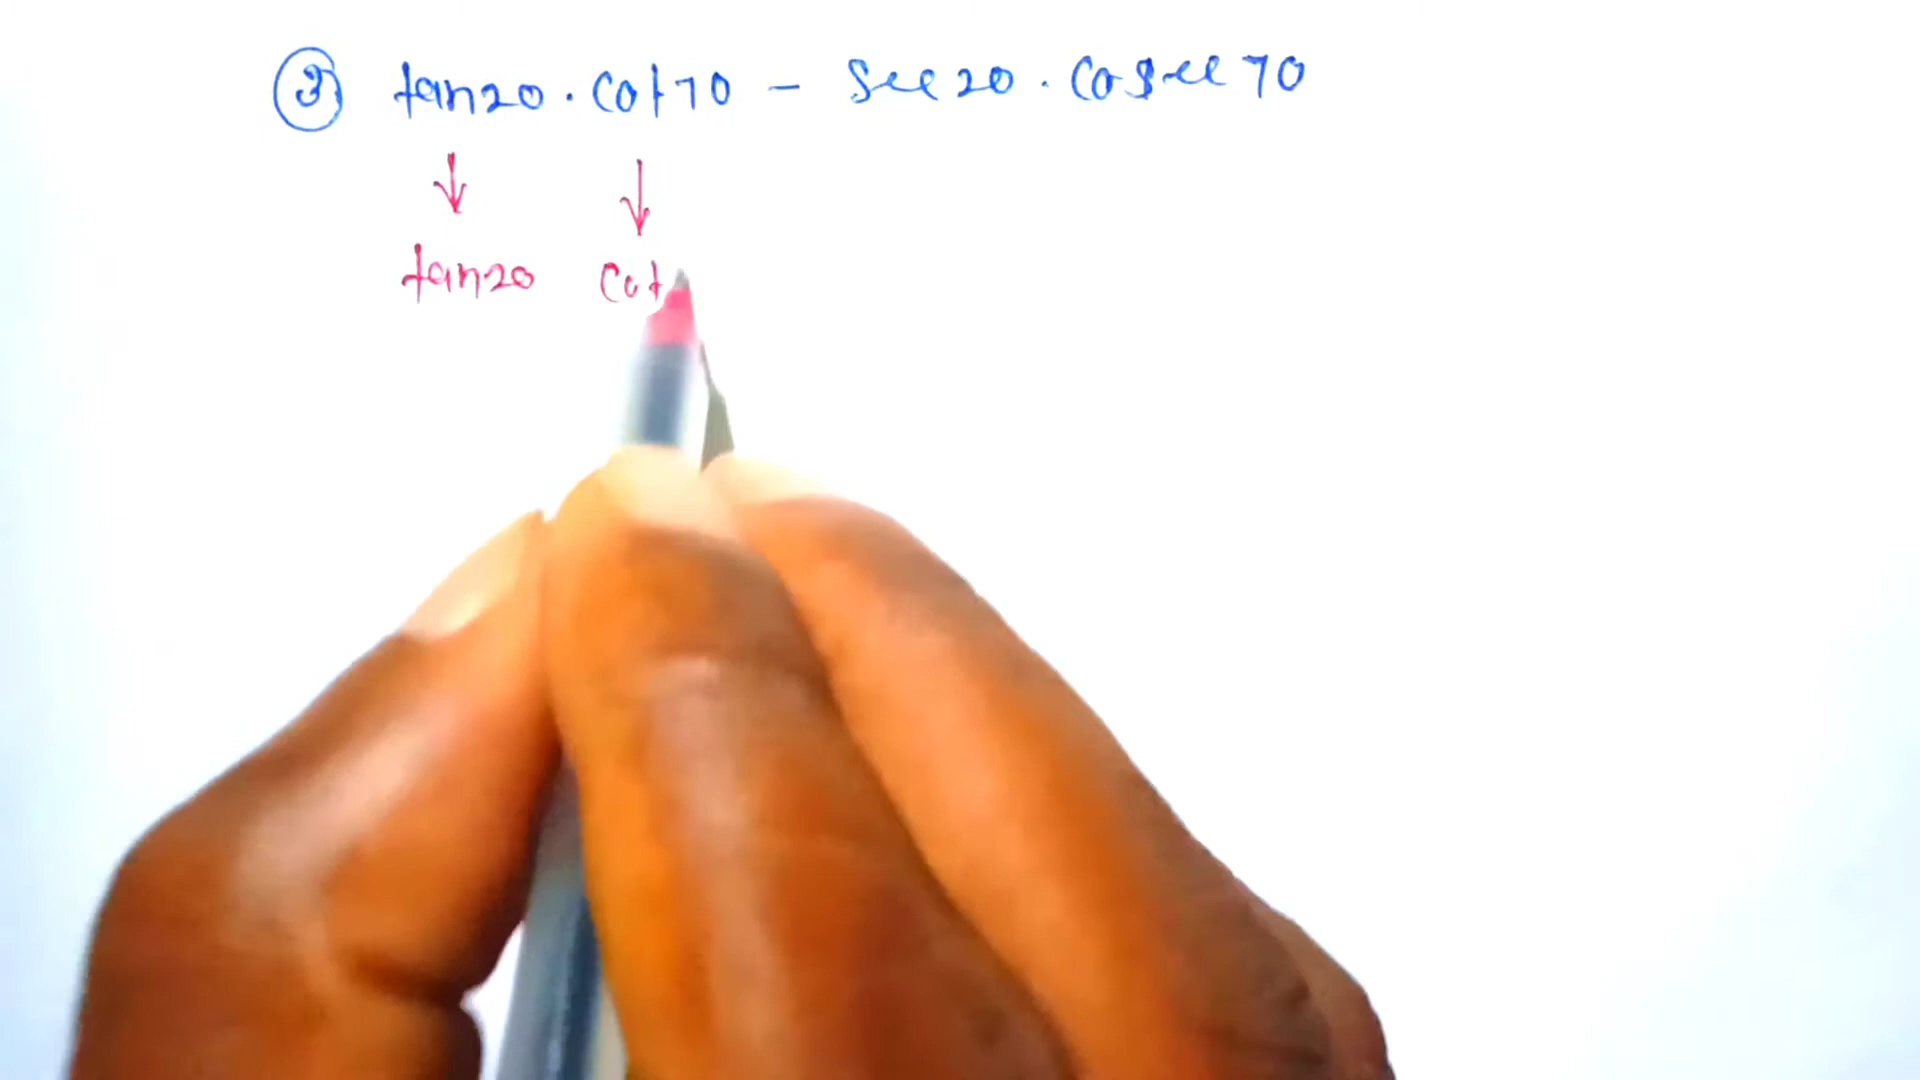 ③ tan20 · cot70 - sec20 · cosec70
↓ ↓
tan20 cot